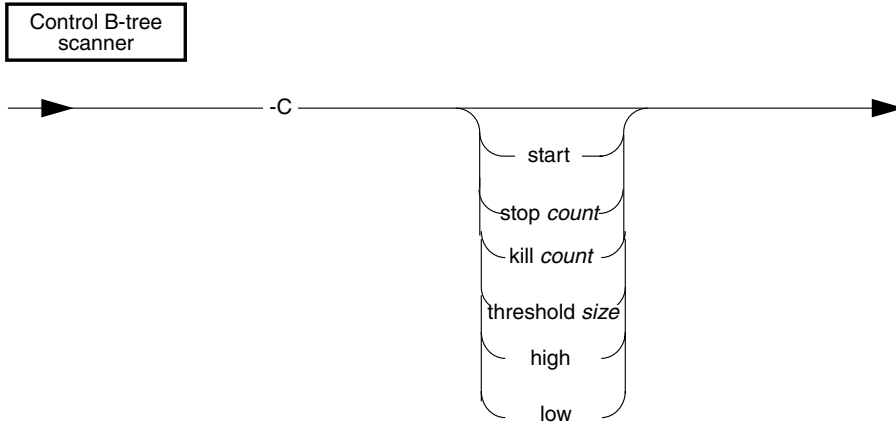 Control B-tree
scanner
-C
start
stop count
kill count
threshold size
high
low